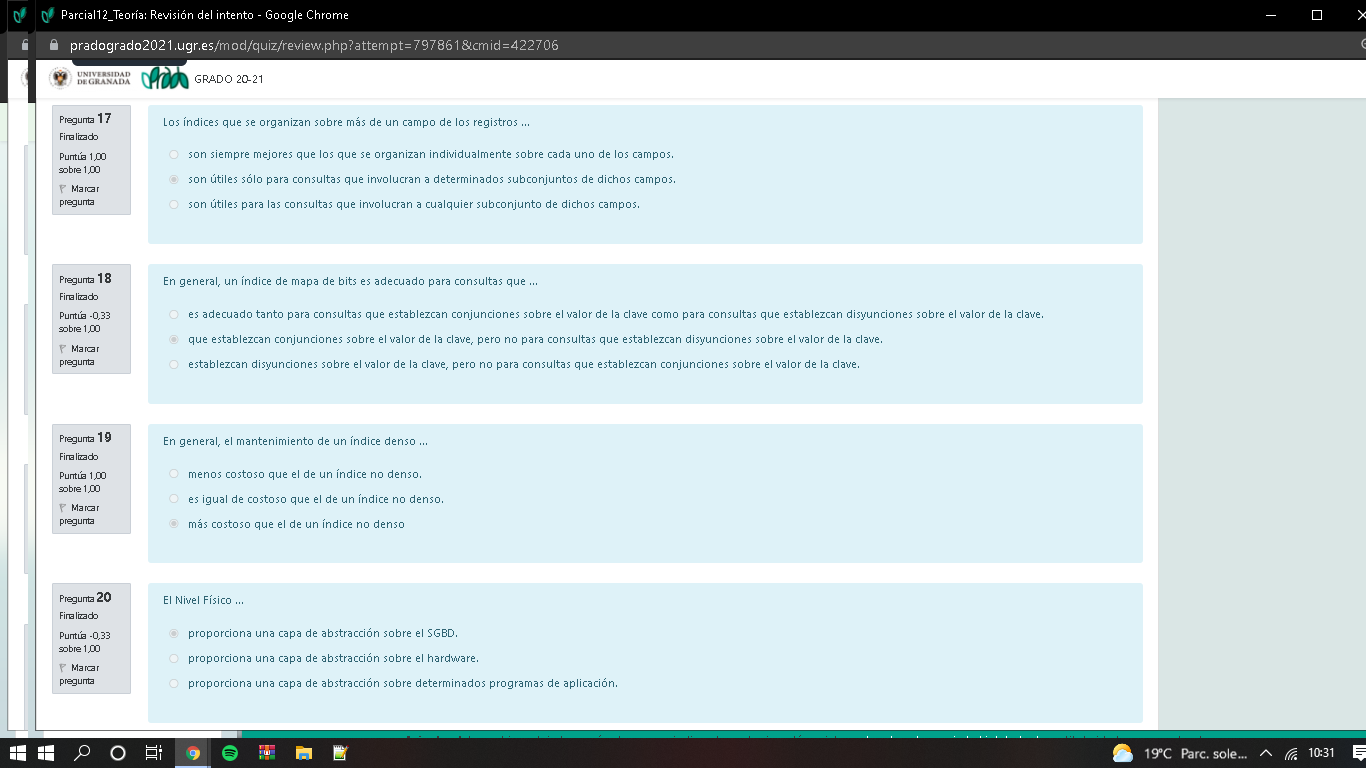 Parcial12_Teoría: Revisión del intento - Google Chrome
pradogrado2021.ugr.es/mod/quiz/review.php?attempt=797861&cmid=422706
UNIVERSIDAD
DE GRANADA
prado
GRADO 20-21
Pregunta 17
Finalizado
Puntúa 1,00
sobre 1,00
Marcar
pregunta
Los índices que se organizan sobre más de un campo de los registros ...
son siempre mejores que los que se organizan individualmente sobre cada uno de los campos.
son útiles sólo para consultas que involucran a determinados subconjuntos de dichos campos.
son útiles para las consultas que involucran a cualquier subconjunto de dichos campos.
Pregunta 18
Finalizado
Puntúa -0,33
sobre 1,00
Marcar
pregunta
En general, un índice de mapa de bits es adecuado para consultas que ...
es adecuado tanto para consultas que establezcan conjunciones sobre el valor de la clave como para consultas que establezcan disyunciones sobre el valor de la clave.
que establezcan conjunciones sobre el valor de la clave, pero no para consultas que establezcan disyunciones sobre el valor de la clave.
establezcan disyunciones sobre el valor de la clave, pero no para consultas que establezcan conjunciones sobre el valor de la clave.
Pregunta 19
Finalizado
Puntúa 1,00
sobre 1,00
Marcar
pregunta
En general, el mantenimiento de un índice denso ...
menos costoso que el de un índice no denso.
es igual de costoso que el de un índice no denso.
más costoso que el de un índice no denso
Pregunta 20
Finalizado
Puntúa -0,33
sobre 1,00
Marcar
pregunta
El Nivel Físico ...
proporciona una capa de abstracción sobre el SGBD.
proporciona una capa de abstracción sobre el hardware.
proporciona una capa de abstracción sobre determinados programas de aplicación.
19°C Parc. sole...
10:31